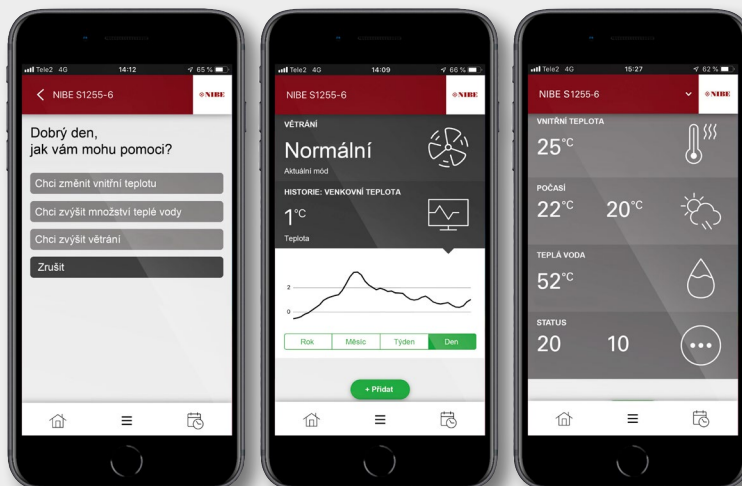 Tele2 4G 14:12 65 %
NIBE S1255-6
NIBE
Dobrý den,
jak vám mohu pomoci?
Chci změnit vnitřní teplotu
Chci zvýšit množství teplé vody
Chci zvýšit větrání
Zrušit
Tele2 4G 14:09 66 %
NIBE S1255-6
NIBE
VĚTRÁNÍ
Normální
Aktuální mód
HISTORIE: VENKOVNÍ TEPLOTA
1°C
Teplota
2
0
Rok Měsíc Týden Den
+ Přidat
Tele2 4G 15:27 62 %
NIBE S1255-6
NIBE
VNITŘNÍ TEPLOTA
25°C
POČASÍ
22°C 20°C
TEPLÁ VODA
52°C
STATUS
20 10